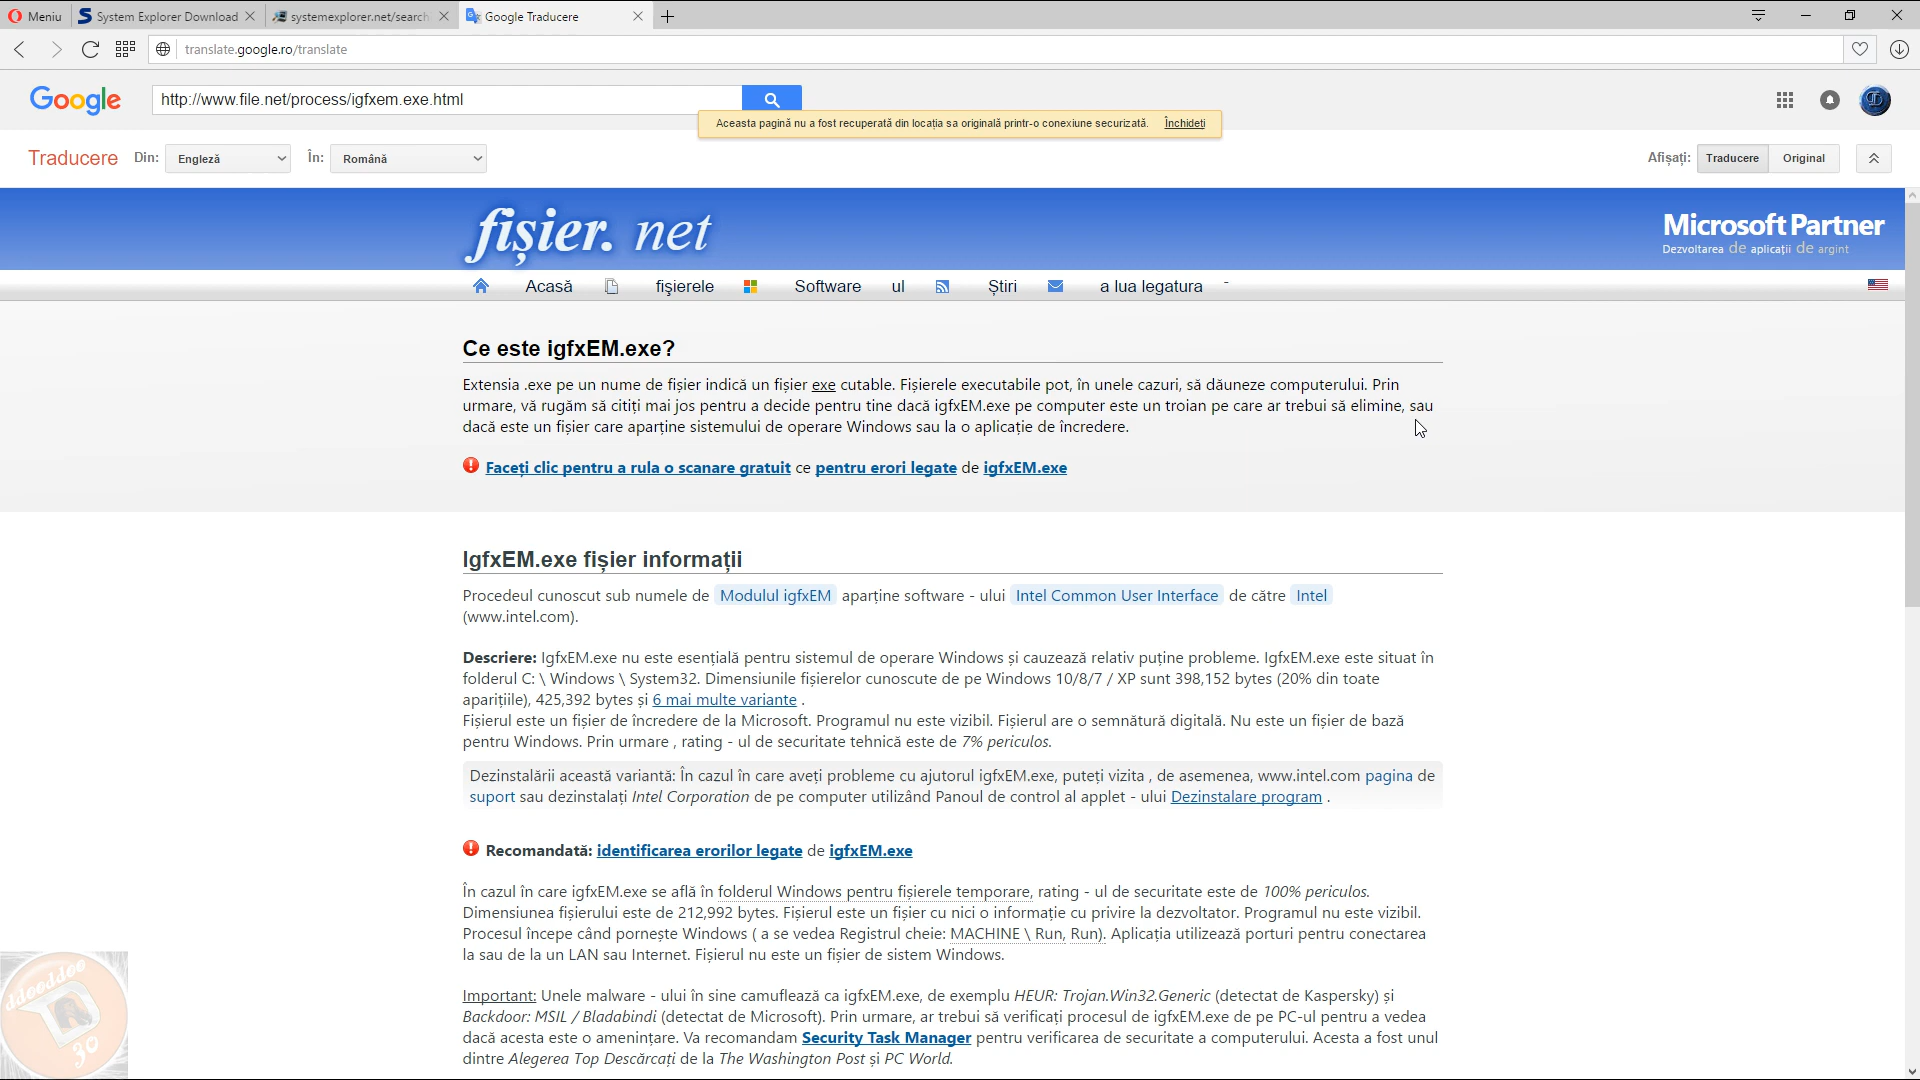 Meniu
System Explorer Download
systemexplorer.net/search
Google Traducere
translate.google.ro/translate
Google
http://www.file.net/process/igfxem.exe.html
Aceasta pagină nu a fost recuperată din locația sa originală printr-o conexiune securizată. Închideți
Traducere Din: Engleză În: Română
Afișați: Traducere Original
fișier. net
Microsoft Partner
Dezvoltarea de aplicații de argint
Acasă fișierele Software ul Știri a lua legatura -
Ce este igfxEM.exe?
Extensia .exe pe un nume de fișier indică un fișier exe cutable. Fișierele executabile pot, în unele cazuri, să dăuneze computerului. Prin
urmare, vă rugăm să citiți mai jos pentru a decide pentru tine dacă igfxEM.exe pe computer este un troian pe care ar trebui să elimine, sau
dacă este un fișier care aparține sistemului de operare Windows sau la o aplicație de încredere.
Faceți clic pentru a rula o scanare gratuit ce pentru erori legate de igfxEM.exe
IgfxEM.exe fișier informații
Procedeul cunoscut sub numele de Modulul igfxEM aparține software - ului Intel Common User Interface de către Intel
(www.intel.com).
Descriere: IgfxEM.exe nu este esențială pentru sistemul de operare Windows și cauzează relativ puține probleme. IgfxEM.exe este situat în
folderul C: \ Windows \ System32. Dimensiunile fișierelor cunoscute de pe Windows 10/8/7 / XP sunt 398,152 bytes (20% din toate
aparițiile), 425,392 bytes și 6 mai multe variante .
Fișierul este un fișier de încredere de la Microsoft. Programul nu este vizibil. Fișierul are o semnătură digitală. Nu este un fișier de bază
pentru Windows. Prin urmare , rating - ul de securitate tehnică este de 7% periculos.
Dezinstalării această variantă: În cazul în care aveți probleme cu ajutorul igfxEM.exe, puteți vizita , de asemenea, www.intel.com pagina de
suport sau dezinstalați Intel Corporation de pe computer utilizând Panoul de control al applet - ului Dezinstalare program .
Recomandată: identificarea erorilor legate de igfxEM.exe
În cazul în care igfxEM.exe se află în folderul Windows pentru fișierele temporare, rating - ul de securitate este de 100% periculos.
Dimensiunea fișierului este de 212,992 bytes. Fișierul este un fișier cu nici o informație cu privire la dezvoltator. Programul nu este vizibil.
Procesul începe când pornește Windows ( a se vedea Registrul cheie: MACHINE \ Run, Run). Aplicația utilizează porturi pentru conectarea
la sau de la un LAN sau Internet. Fișierul nu este un fișier de sistem Windows.
Important: Unele malware - ului în sine camuflează ca igfxEM.exe, de exemplu HEUR: Trojan.Win32.Generic (detectat de Kaspersky) și
Backdoor: MSIL / Bladabindi (detectat de Microsoft). Prin urmare, ar trebui să verificați procesul de igfxEM.exe de pe PC-ul pentru a vedea
dacă acesta este o amenințare. Va recomandam Security Task Manager pentru verificarea de securitate a computerului. Acesta a fost unul
dintre Alegerea Top Descărcați de la The Washington Post și PC World.
ddeeddee
30